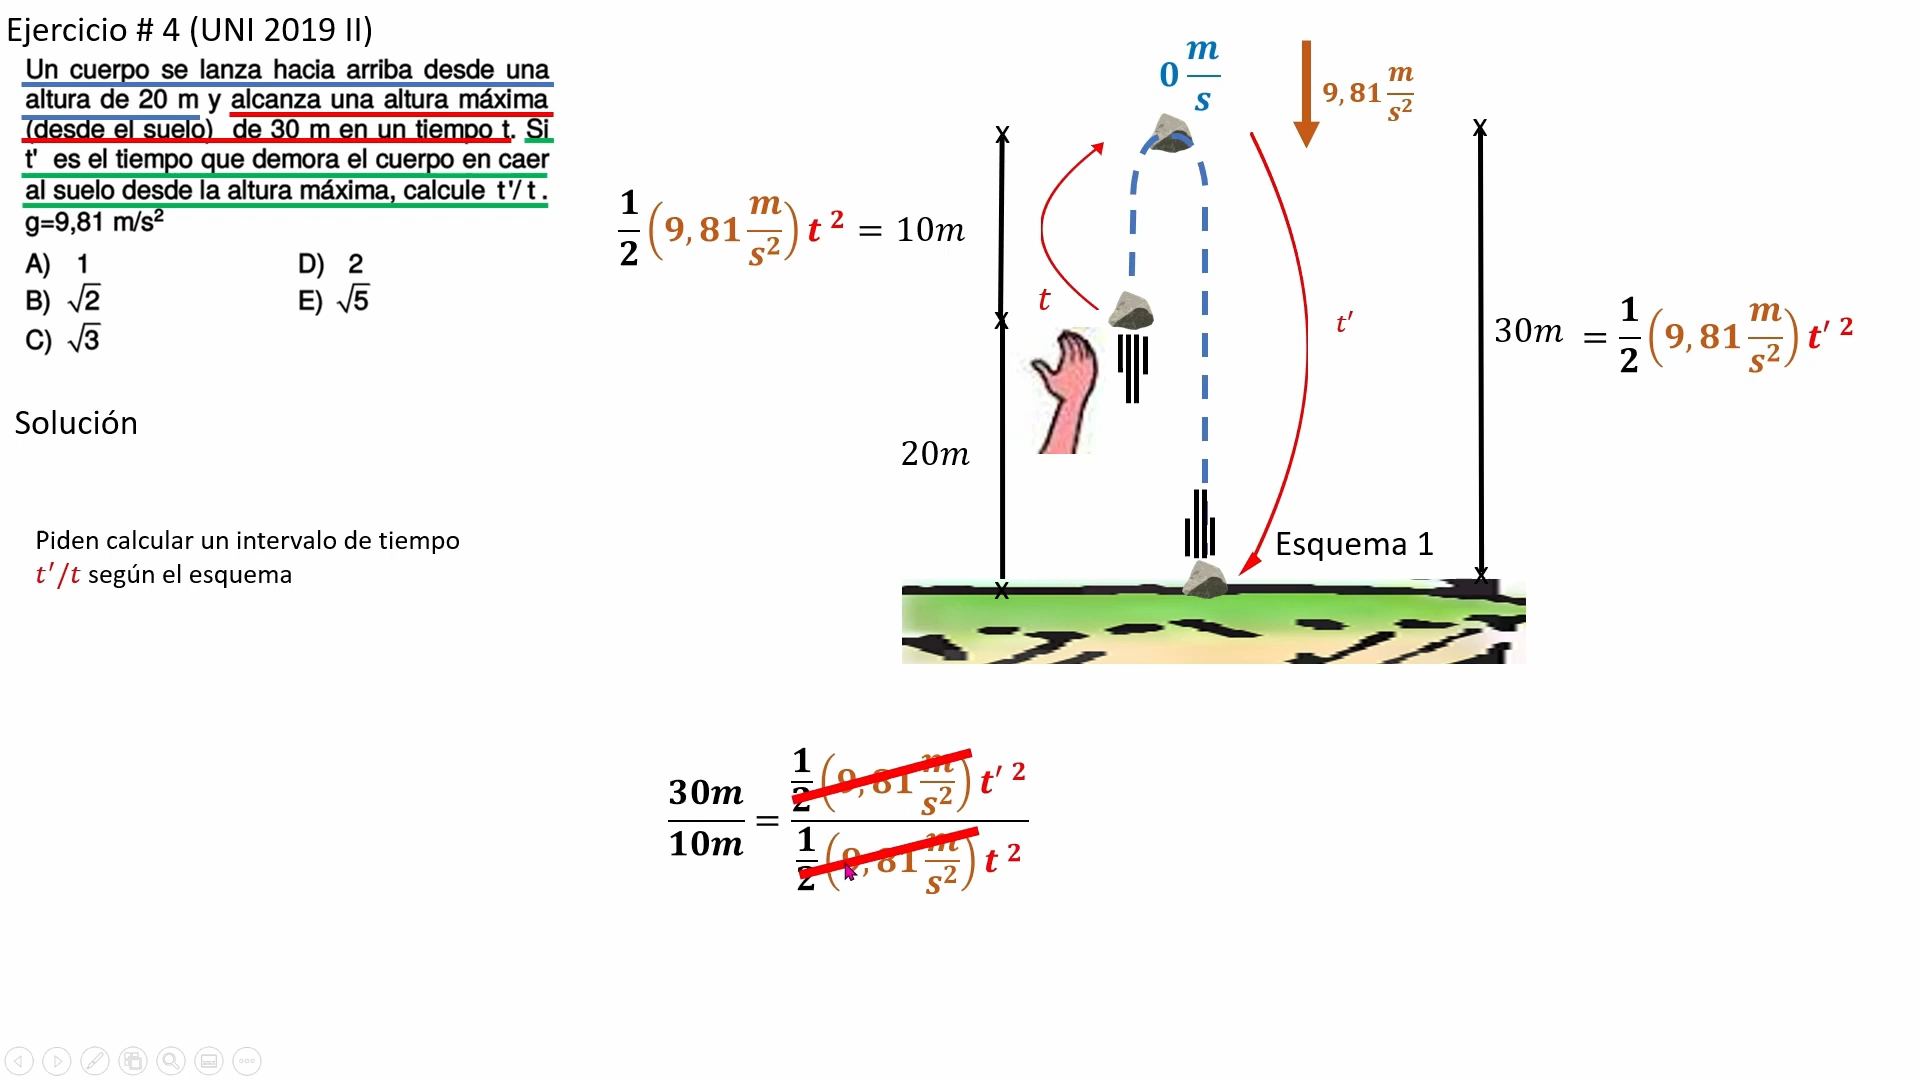 Ejercicio # 4 (UNI 2019 II)
Un cuerpo se lanza hacia arriba desde una
altura de 20 m y alcanza una altura máxima
(desde el suelo) de 30 m en un tiempo t. Si
t' es el tiempo que demora el cuerpo en caer
al suelo desde la altura máxima, calcule t'/t.
g=9,81 m/s²
A) 1
B) √2
C) √3
D) 2
E) √5
Solución
Piden calcular un intervalo de tiempo
t′/t según el esquema
1/2 (9,81 m/s²) t ² = 10m
0 m/s
9,81 m/s²
x
x
x
t
t′
20m
x
x
30m = 1/2 (9,81 m/s²) t′ ²
Esquema 1
30m/10m = 1/2 (9,81 m/s²) t′ ² / 1/2 (9,81 m/s²) t ²